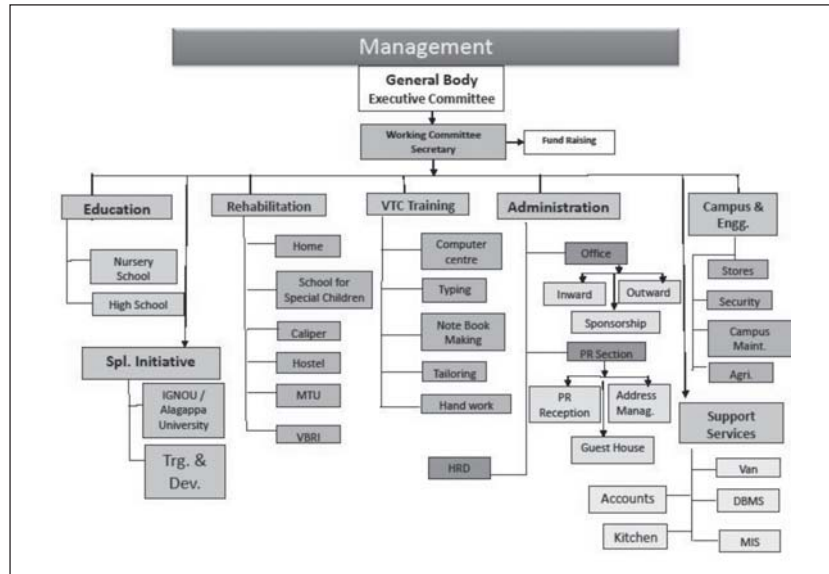 Management
General Body
Executive Committee
Working Committee
Secretary
Fund Raising
Education
Rehabilitation
VTC Training
Administration
Campus &
Engg.
Nursery
School
High School
Spl. Initiative
IGNOU /
Alagappa
University
Trg. &
Dev.
Home
School for
Special Children
Caliper
Hostel
MTU
VBRI
Computer
centre
Typing
Note Book
Making
Tailoring
Hand work
Office
Inward
Outward
Sponsorship
PR Section
PR
Reception
Address
Manag.
Guest House
HRD
Stores
Security
Campus
Maint.
Agri.
Support
Services
Van
Accounts
DBMS
Kitchen
MIS